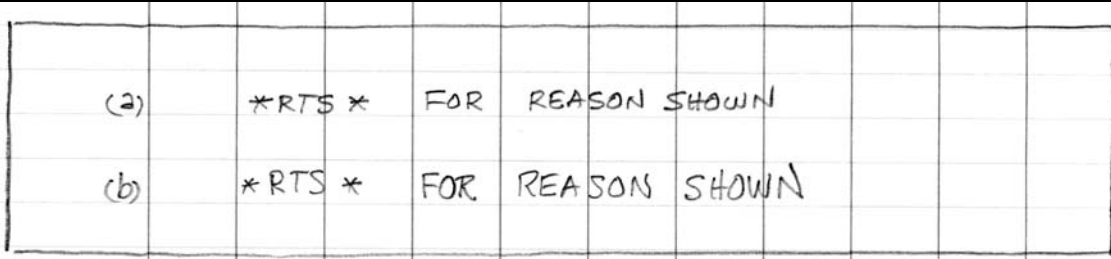 (a) *RTS* FOR REASON SHOWN
(b) *RTS* FOR REASON SHOWN